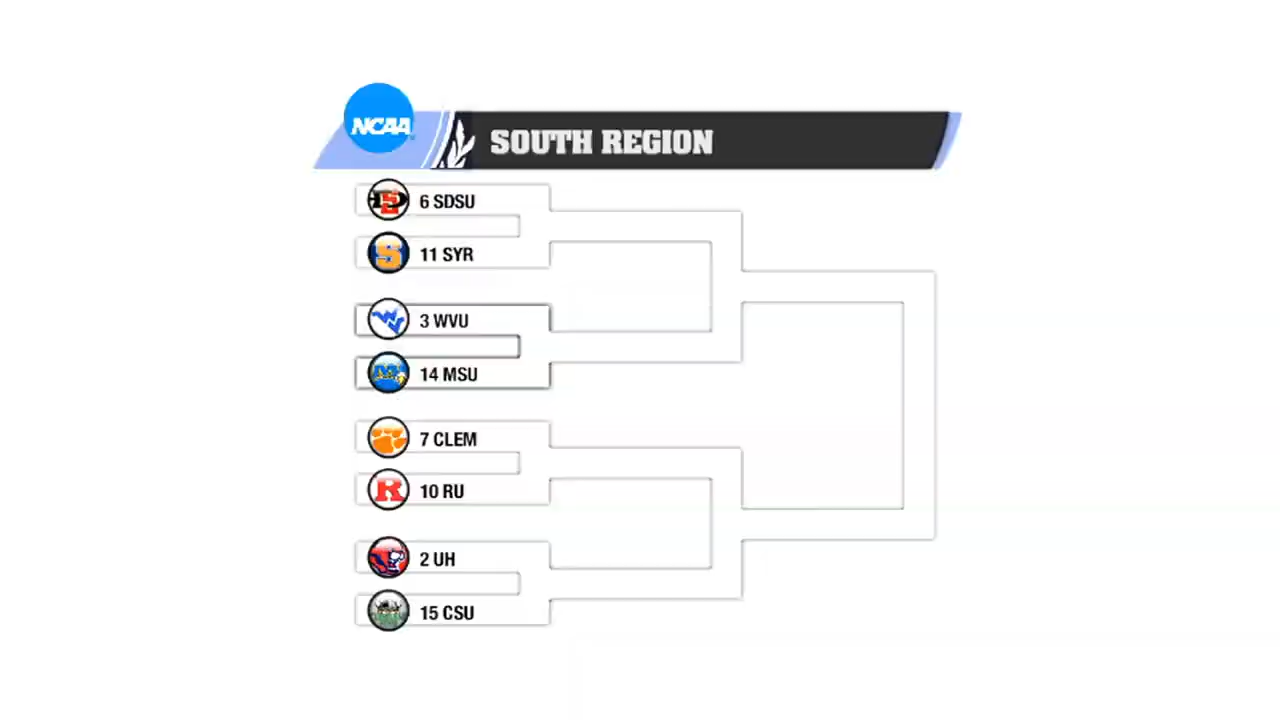 NCAA
SOUTH REGION
6 SDSU
11 SYR
3 WVU
14 MSU
7 CLEM
10 RU
2 UH
15 CSU